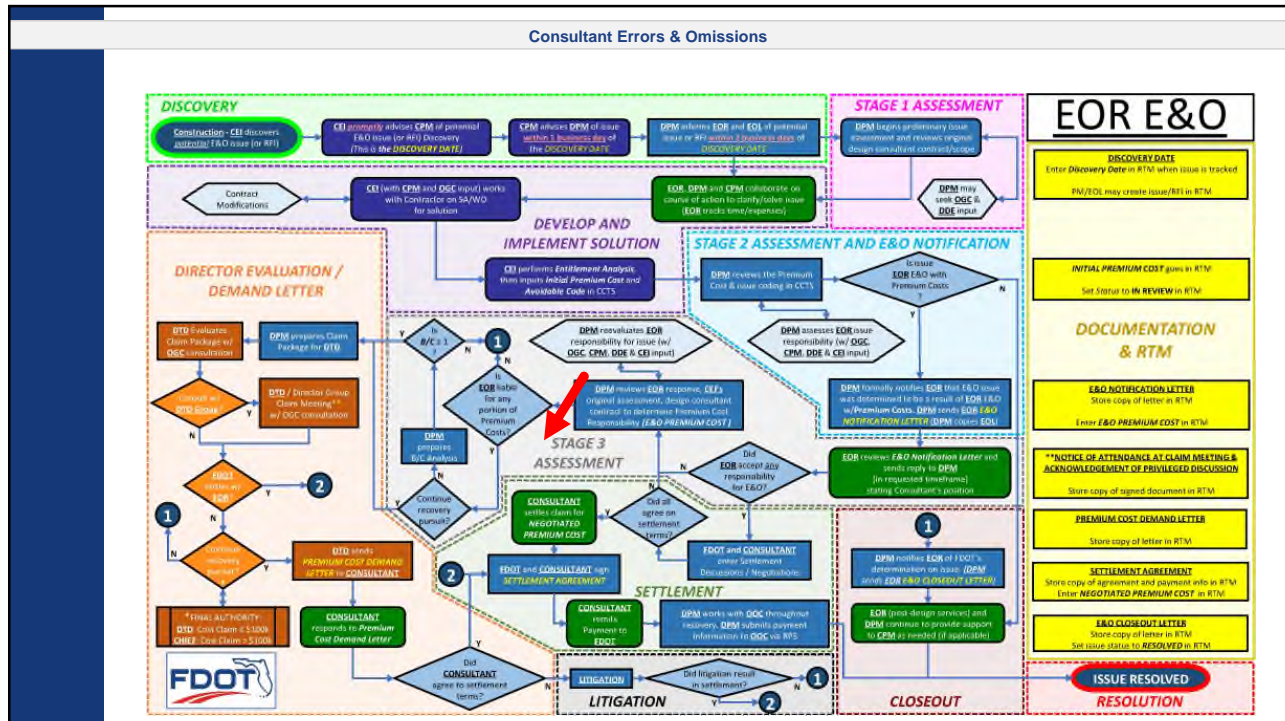 Consultant Errors & Omissions
DISCOVERY
Construction - CEI discovers
potential E&O issue (or RFI)
CEI promptly advises CPM of potential
E&O issue (or RFI) Discovery
(This is the DISCOVERY DATE)
CPM advises DPM of issue
within 1 business day of
the DISCOVERY DATE
DPM informs EOR and EOL of potential
issue or RFI within 2 business days of
DISCOVERY DATE
STAGE 1 ASSESSMENT
DPM begins preliminary issue
assessment and reviews original
design consultant contract/scope
DPM may
seek OGC &
DDE input
Contract
Modifications
CEI (with CPM and OGC input) works
with Contractor on SA/WO
for solution
EOR, DPM and CPM collaborate on
course of action to clarify/solve issue
(EOR tracks time/expenses)
DEVELOP AND
IMPLEMENT SOLUTION
CEI performs Entitlement Analysis,
then inputs Initial Premium Cost and
Avoidable Code in CCTS
STAGE 2 ASSESSMENT AND E&O NOTIFICATION
DPM reviews the Premium
Cost & issue coding in CCTS
Is issue
EOR E&O with
Premium Costs
?
N
Y
DPM assesses EOR issue
responsibility (w/ OGC,
CPM, DDE & CEI input)
DPM formally notifies EOR that E&O issue
was determined to be a result of EOR E&O
w/Premium Costs. DPM sends EOR E&O
NOTIFICATION LETTER (DPM copies EOL)
DIRECTOR EVALUATION /
DEMAND LETTER
DTD Evaluates
Claim Package w/
OGC consultation
DPM prepares Claim
Package for DTD
Consult w/
DTD Group?
Y
N
DTD / Director Group
Claim Meeting**
w/ OGC consultation
FDOT
settles w/
EOR?
Y
2
N
1
N
Continue
recovery
pursuit?
Y
DTD sends
PREMIUM COST DEMAND
LETTER to CONSULTANT
*FINAL AUTHORITY
DTD: Cost Claim ≤ $100k
CHIEF: Cost Claim > $100k
CONSULTANT
responds to Premium
Cost Demand Letter
FDOT
Did
CONSULTANT
agree to settlement
terms?
Y
N
Is
B/C ≥ 1
?
Y
N
1
N
Is
EOR liable
for any
portion of
Premium
Costs?
Y
DPM
prepares
B/C Analysis
Y
Continue
recovery
pursuit?
N
DPM reevaluates EOR
responsibility for issue (w/
OGC, CPM, DDE & CEI input)
DPM reviews EOR response, CEI's
original assessment, design consultant
contract to determine Premium Cost
Responsibility (E&O PREMIUM COST)
STAGE 3
ASSESSMENT
Did
EOR accept any
responsibility
for E&O?
N
Y
EOR reviews E&O Notification Letter and
sends reply to DPM
[in requested timeframe]
stating Consultant's position
CONSULTANT
settles claim for
NEGOTIATED
PREMIUM COST
Y
Did all
agree on
settlement
terms?
N
FDOT and CONSULTANT
enter Settlement
Discussions / Negotiations
2
FDOT and CONSULTANT sign
SETTLEMENT AGREEMENT
SETTLEMENT
CONSULTANT
remits
Payment to
FDOT
DPM works with OOC throughout
recovery. DPM submits payment
information to OOC via RPS
LITIGATION
Did litigation result
in settlement?
N
1
Y
2
LITIGATION
1
DPM notifies EOR of FDOT's
determination on issue. (DPM
sends EOR E&O CLOSEOUT LETTER)
EOR (post-design services) and
DPM continue to provide support
to CPM as needed (if applicable)
CLOSEOUT
EOR E&O
DISCOVERY DATE
Enter Discovery Date in RTM when issue is tracked
PM/EOL may create issue/RFI in RTM
INITIAL PREMIUM COST goes in RTM
Set Status to IN REVIEW in RTM
DOCUMENTATION
& RTM
E&O NOTIFICATION LETTER
Store copy of letter in RTM
Enter E&O PREMIUM COST in RTM
**NOTICE OF ATTENDANCE AT CLAIM MEETING &
ACKNOWLEDGEMENT OF PRIVILEGED DISCUSSION
Store copy of signed document in RTM
PREMIUM COST DEMAND LETTER
Store copy of letter in RTM
SETTLEMENT AGREEMENT
Store copy of agreement and payment info in RTM
Enter NEGOTIATED PREMIUM COST in RTM
E&O CLOSEOUT LETTER
Store copy of letter in RTM
Set issue status to RESOLVED in RTM
ISSUE RESOLVED
RESOLUTION